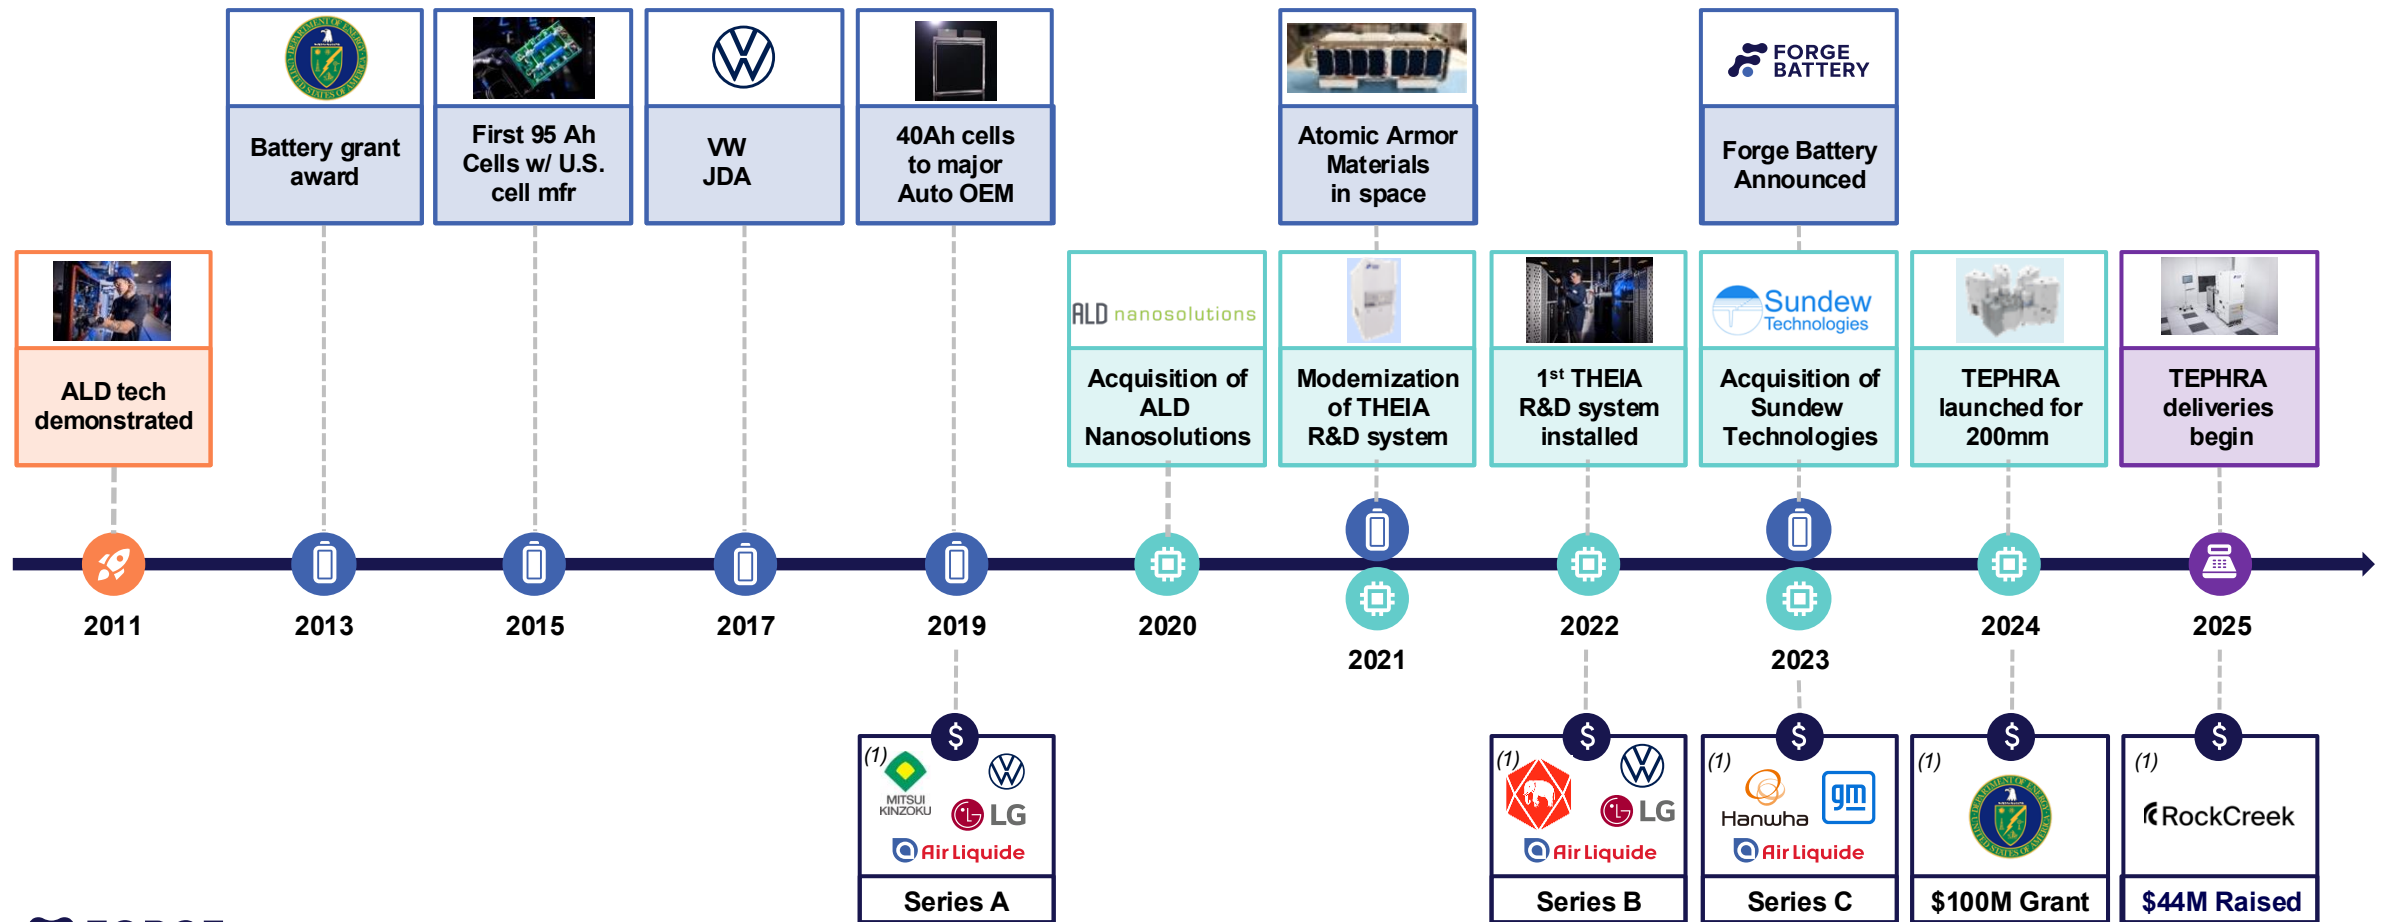 FORGE
BATTERY
Battery grant
award
First 95 Ah
Cells w/ U.S.
cell mfr
VW
JDA
40Ah cells
to major
Auto OEM
Atomic Armor
Materials
in space
Forge Battery
Announced
ALD nanosolutions
Sundew
Technologies
ALD tech
demonstrated
Acquisition of
ALD
Nanosolutions
Modernization
of THEIA
R&D system
1st THEIA
R&D system
installed
Acquisition of
Sundew
Technologies
TEPHRA
launched for
200mm
TEPHRA
deliveries
begin
2011
2013
2015
2017
2019
2020
2021
2022
2023
2024
2025
(1)
MITSUI
KINZOKU
LG
Air Liquide
Series A
(1)
LG
Air Liquide
Series B
(1)
Hanwha
gm
Air Liquide
Series C
(1)
$100M Grant
(1)
RockCreek
$44M Raised